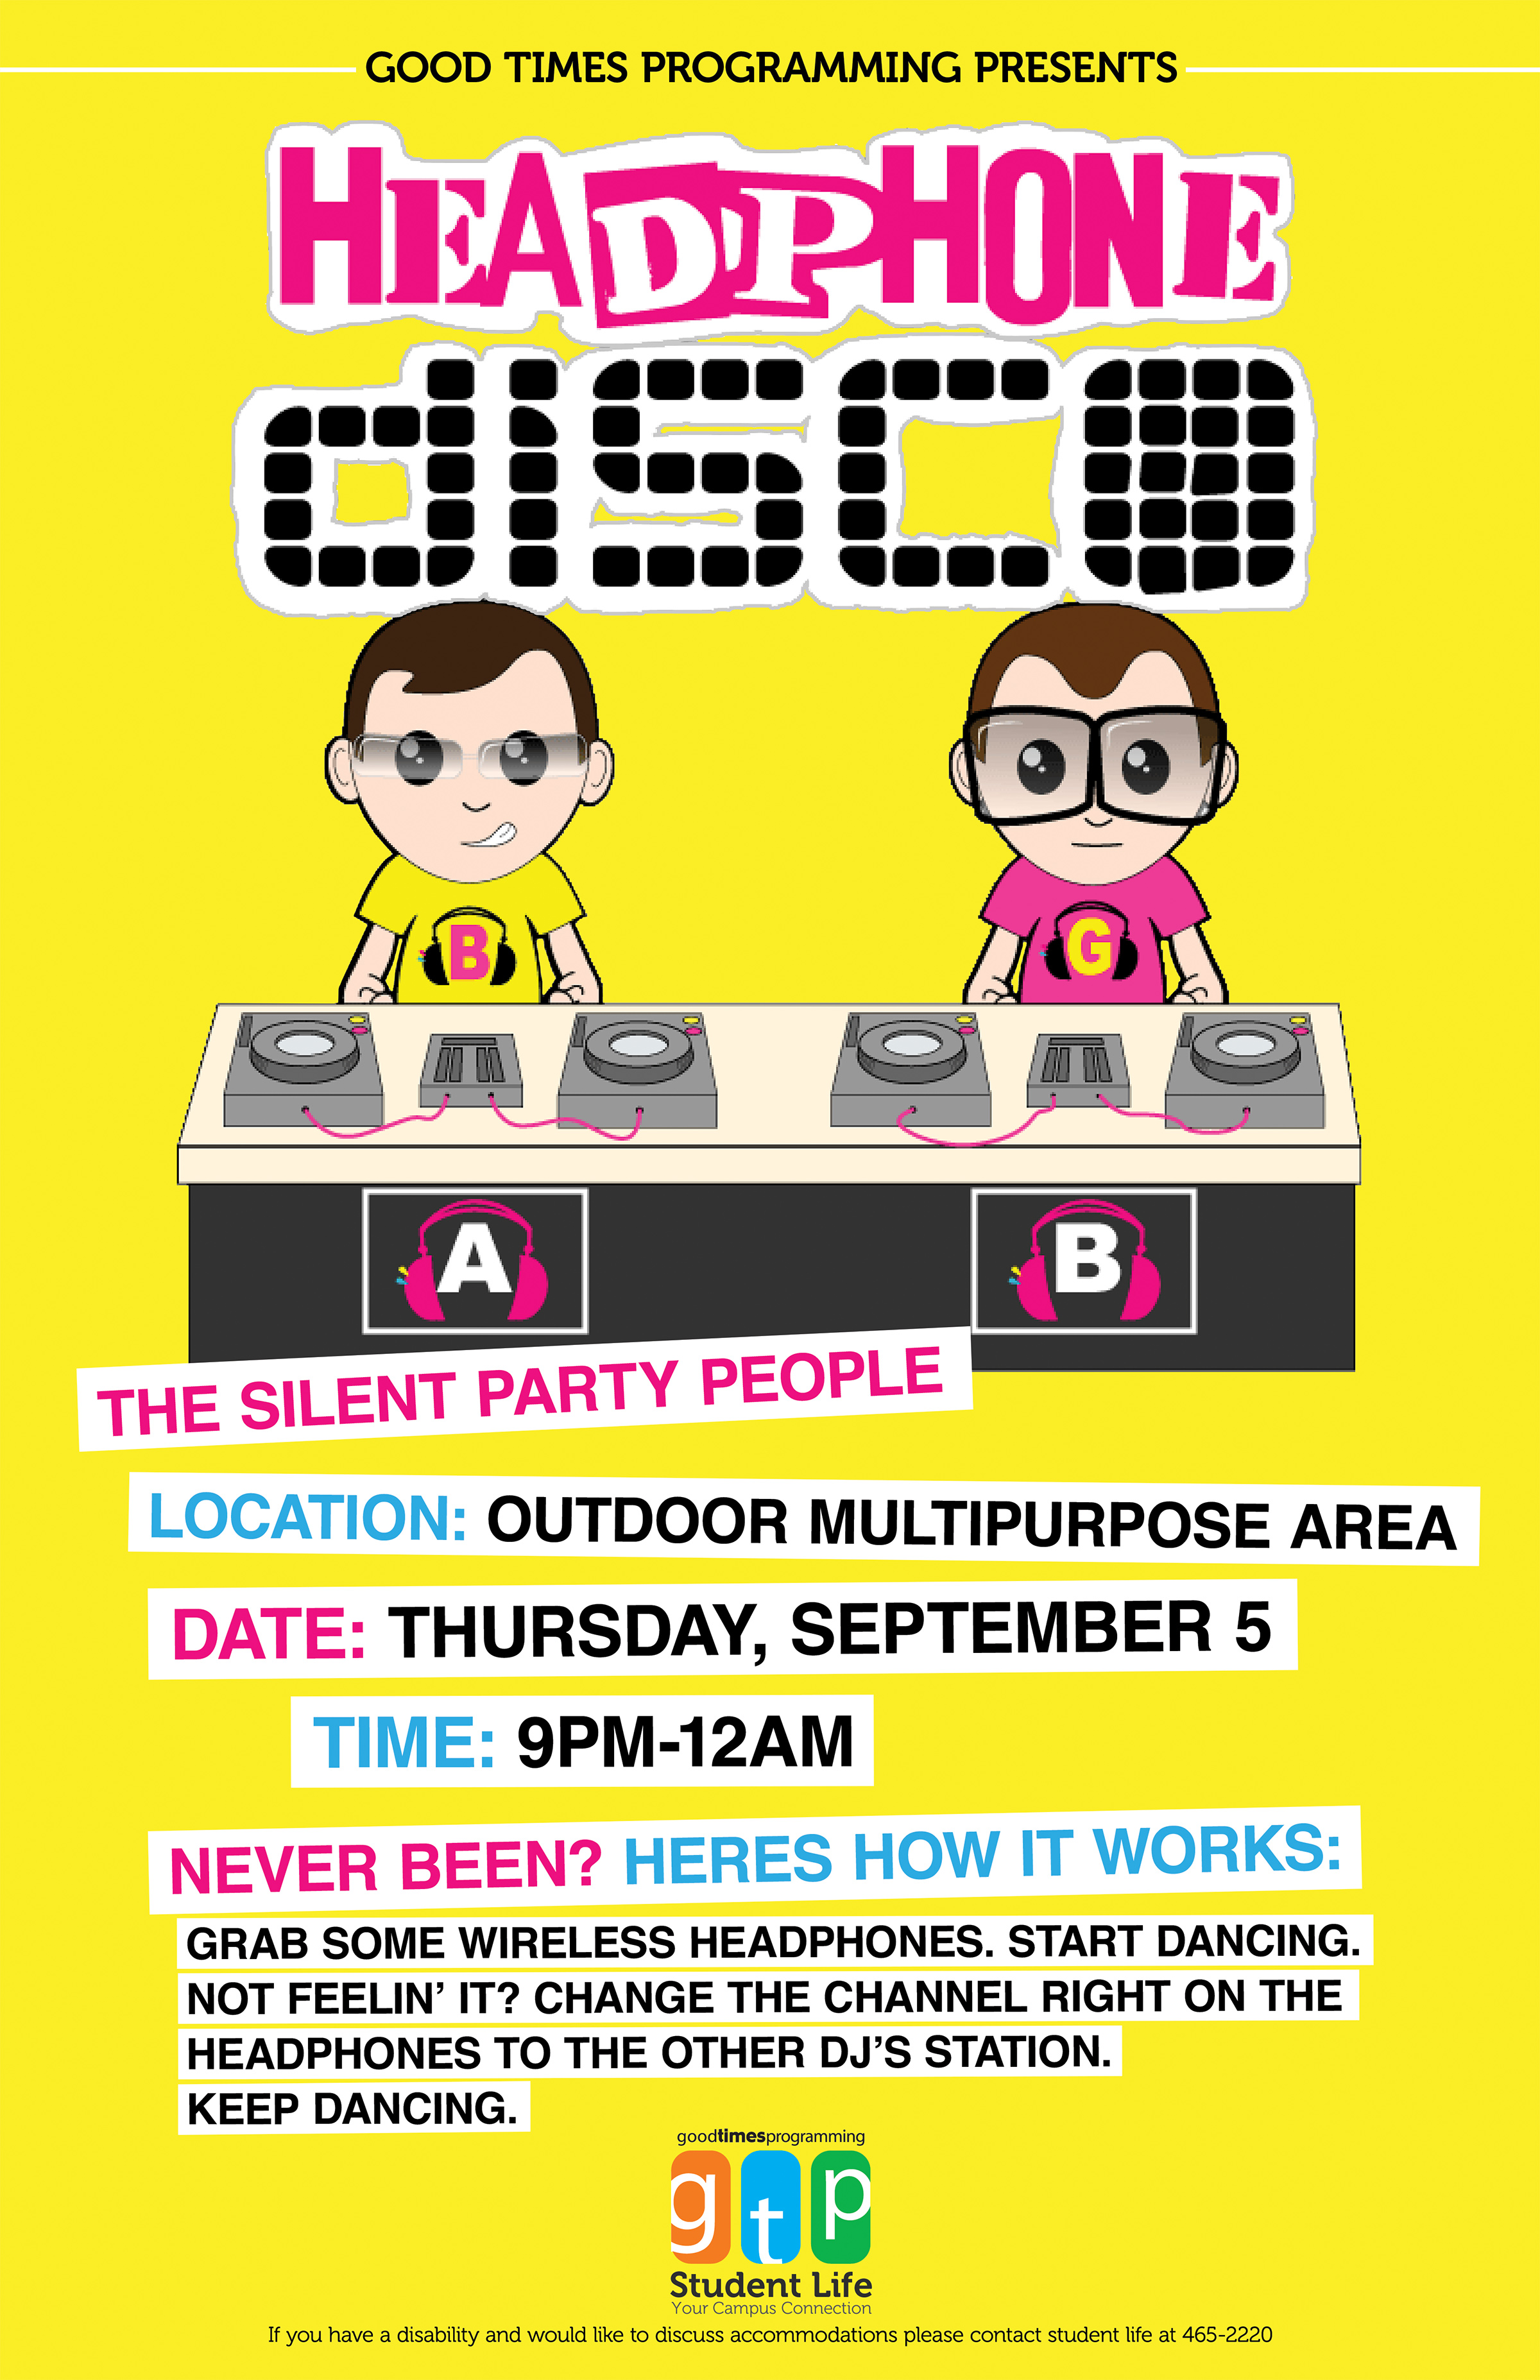 GOOD TIMES PROGRAMMING PRESENTS
HEADPHONE
disco
B
G
A
B
THE SILENT PARTY PEOPLE
LOCATION: OUTDOOR MULTIPURPOSE AREA
DATE: THURSDAY, SEPTEMBER 5
TIME: 9PM-12AM
NEVER BEEN? HERES HOW IT WORKS:
GRAB SOME WIRELESS HEADPHONES. START DANCING.
NOT FEELIN’ IT? CHANGE THE CHANNEL RIGHT ON THE
HEADPHONES TO THE OTHER DJ’S STATION.
KEEP DANCING.
goodtimesprogramming
gtp
Student Life
Your Campus Connection
If you have a disability and would like to discuss accommodations please contact student life at 465-2220